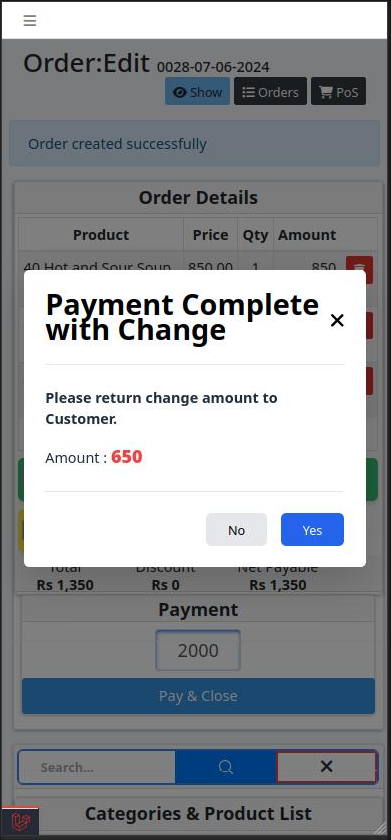 Order:Edit 0028-07-06-2024
Show Orders PoS
Order created successfully
Order Details
Product Price Qty Amount
40 Hot and Sour Soup 850.00 1 850
Payment Complete
with Change
Please return change amount to
Customer.
Amount : 650
No Yes
Total Discount Net Payable
Rs 1,350 Rs 0 Rs 1,350
Payment
2000
Pay & Close
Search...
Categories & Product List